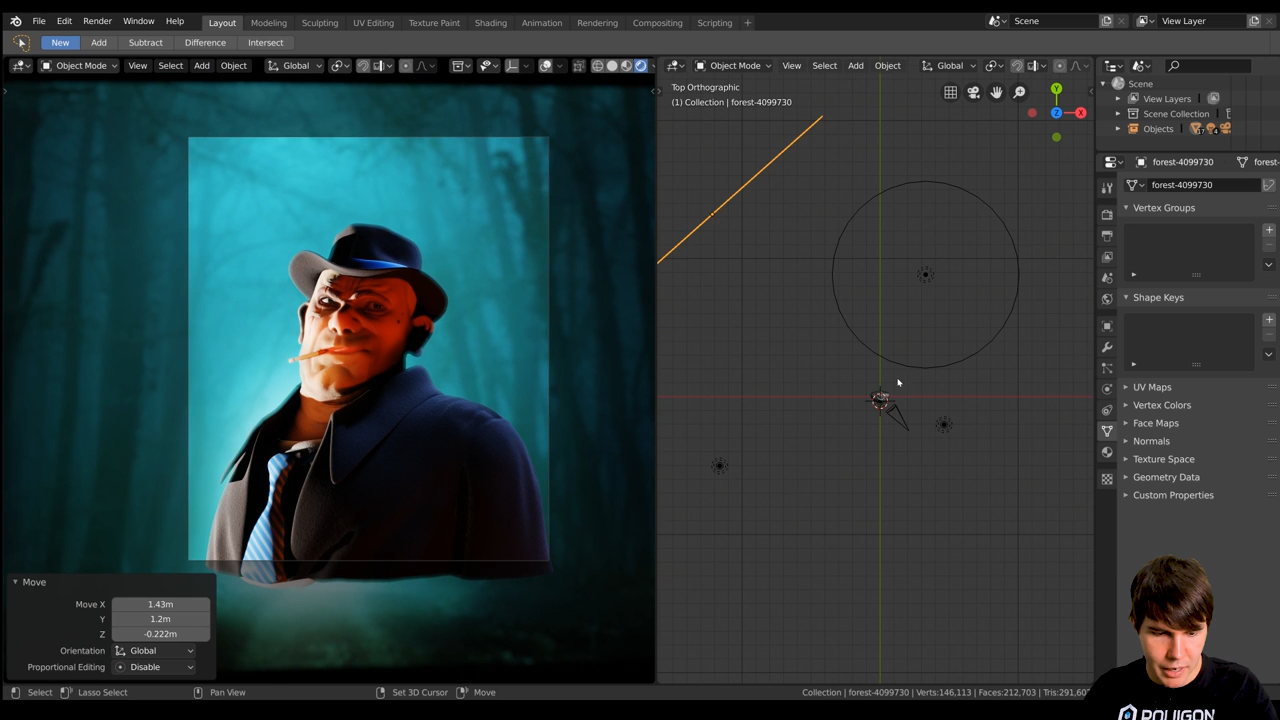 File Edit Render Window Help Layout Modeling Sculpting UV Editing Texture Paint Shading Animation Rendering Compositing Scripting + Scene View Layer
New Add Subtract Difference Intersect
Object Mode View Select Add Object Global Object Mode View Select Add Object Global
Top Orthographic
(1) Collection | forest-4099730
Y
Z X
Scene
View Layers
Scene Collection
Objects 17 4
forest-4099730 forest-
forest-4099730
Vertex Groups
Shape Keys
UV Maps
Vertex Colors
Face Maps
Normals
Texture Space
Geometry Data
Custom Properties
Move
Move X 1.43m
Y 1.2m
Z -0.222m
Orientation Global
Proportional Editing Disable
Select Lasso Select Pan View Set 3D Cursor Move Collection | forest-4099730 | Verts:146,113 | Faces:212,703 | Tris:291,60
POLIIGON